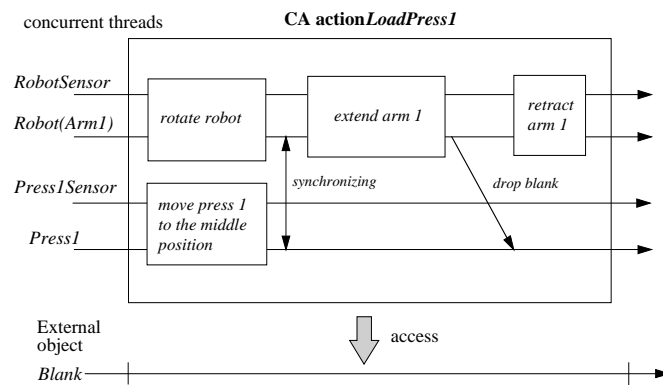 concurrent threads
CA action LoadPress1
RobotSensor
Robot(Arm1)
rotate robot
extend arm 1
retract
arm 1
synchronizing
drop blank
Press1Sensor
Press1
move press 1
to the middle
position
External
object
access
Blank